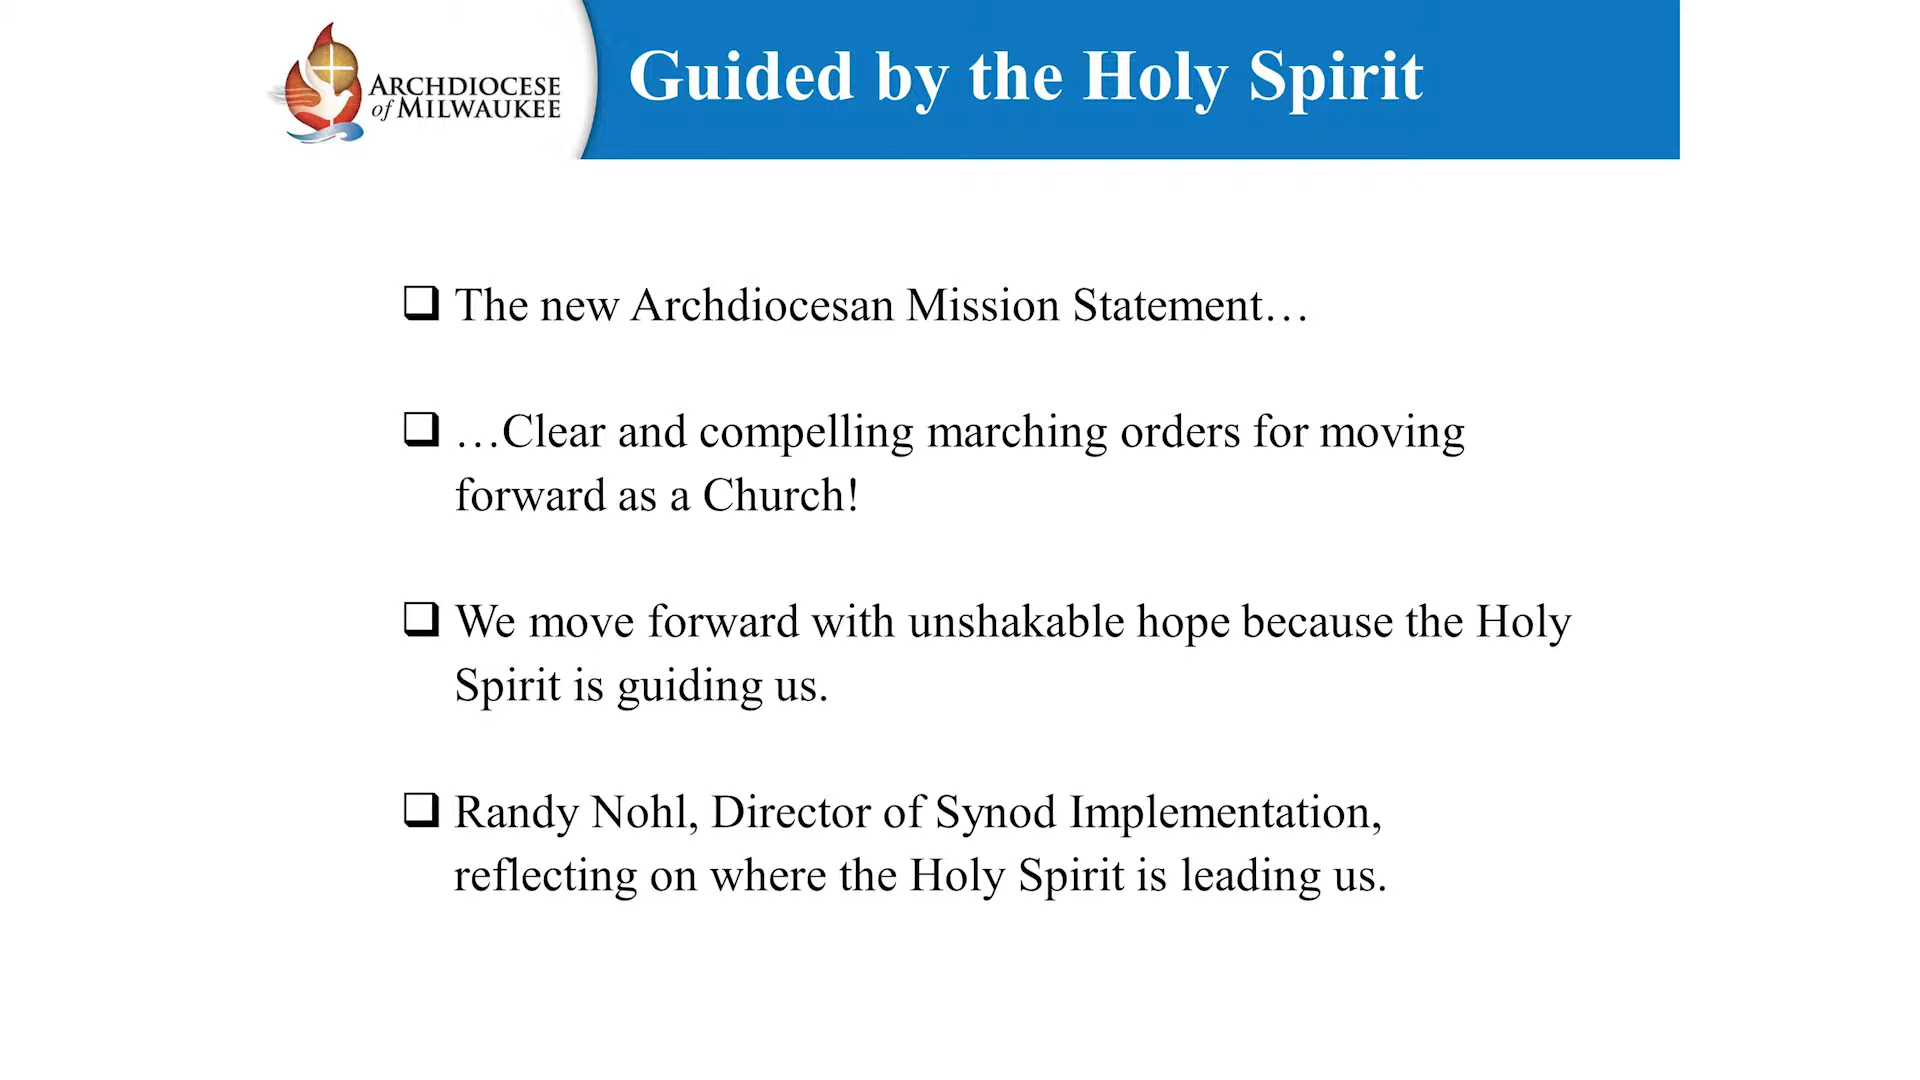 ARCHDIOCESE
of MILWAUKEE
Guided by the Holy Spirit
The new Archdiocesan Mission Statement…
…Clear and compelling marching orders for moving
forward as a Church!
We move forward with unshakable hope because the Holy
Spirit is guiding us.
Randy Nohl, Director of Synod Implementation,
reflecting on where the Holy Spirit is leading us.